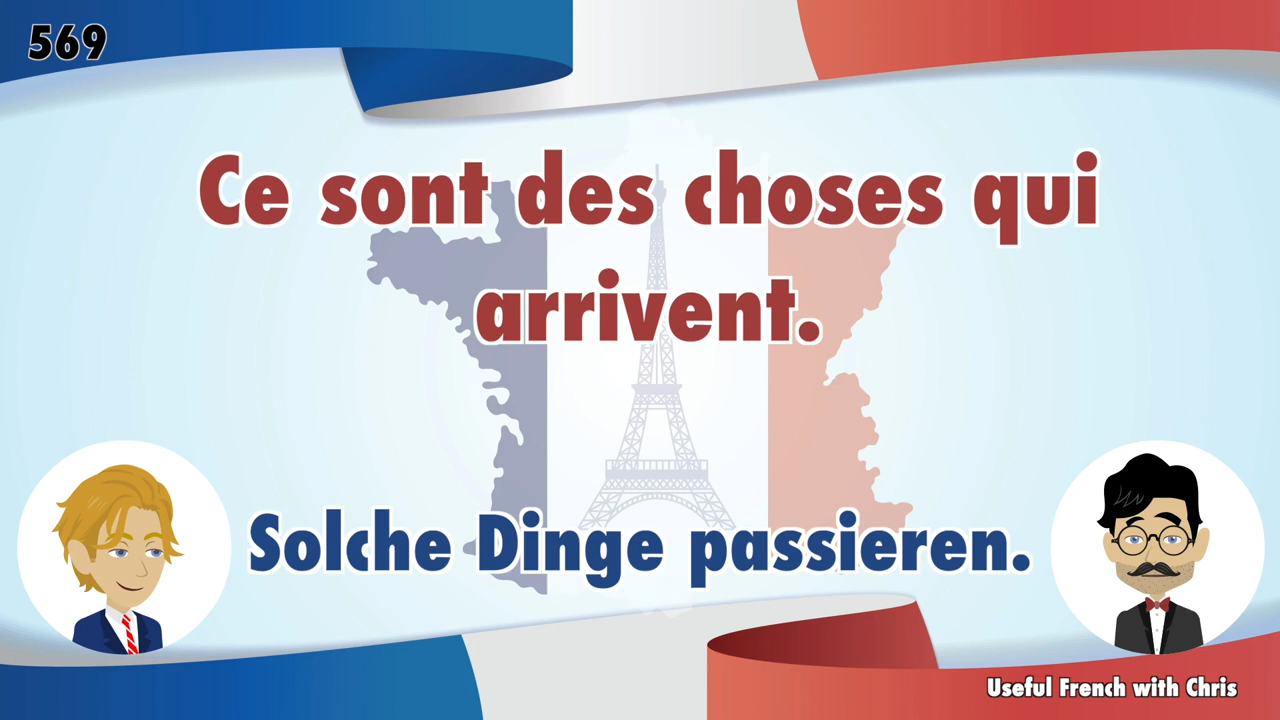 569
Ce sont des choses qui
arrivent.
Solche Dinge passieren.
Useful French with Chris